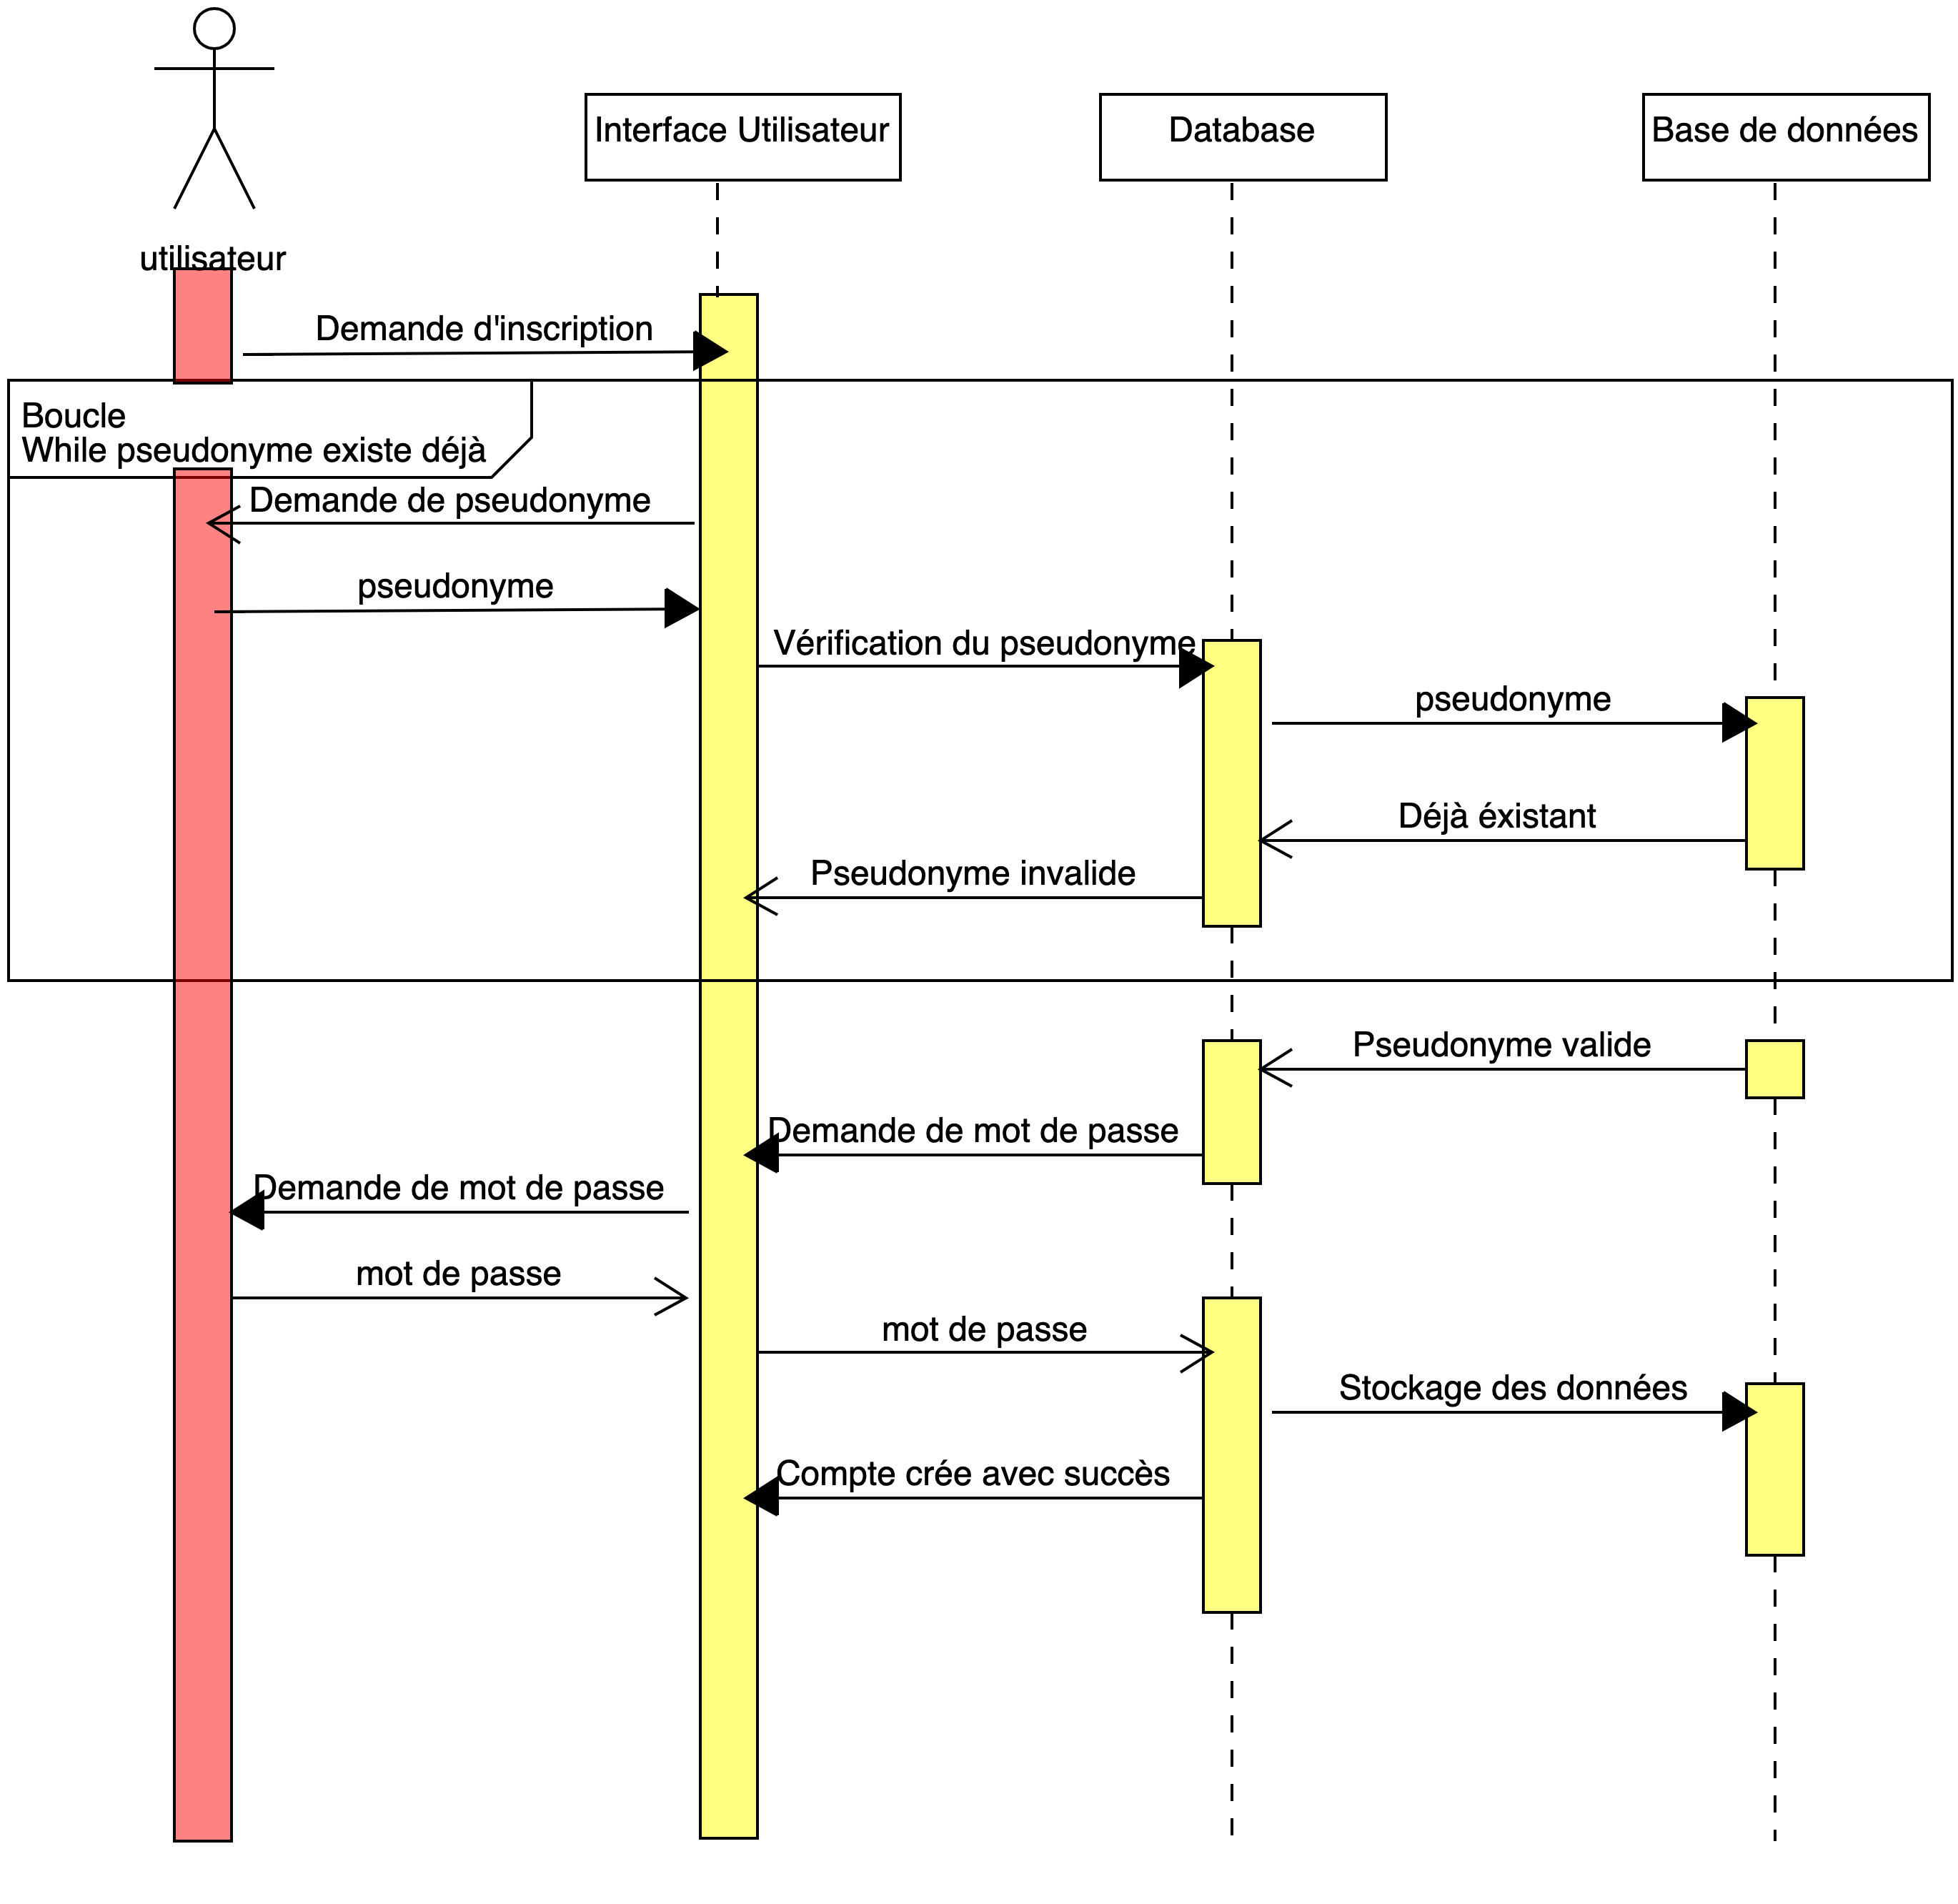 Interface Utilisateur
Database
Base de données
utilisateur
Demande d'inscription
Boucle
While pseudonyme existe déjà
Demande de pseudonyme
pseudonyme
Vérification du pseudonyme
pseudonyme
Déjà éxistant
Pseudonyme invalide
Pseudonyme valide
Demande de mot de passe
Demande de mot de passe
mot de passe
mot de passe
Stockage des données
Compte crée avec succès